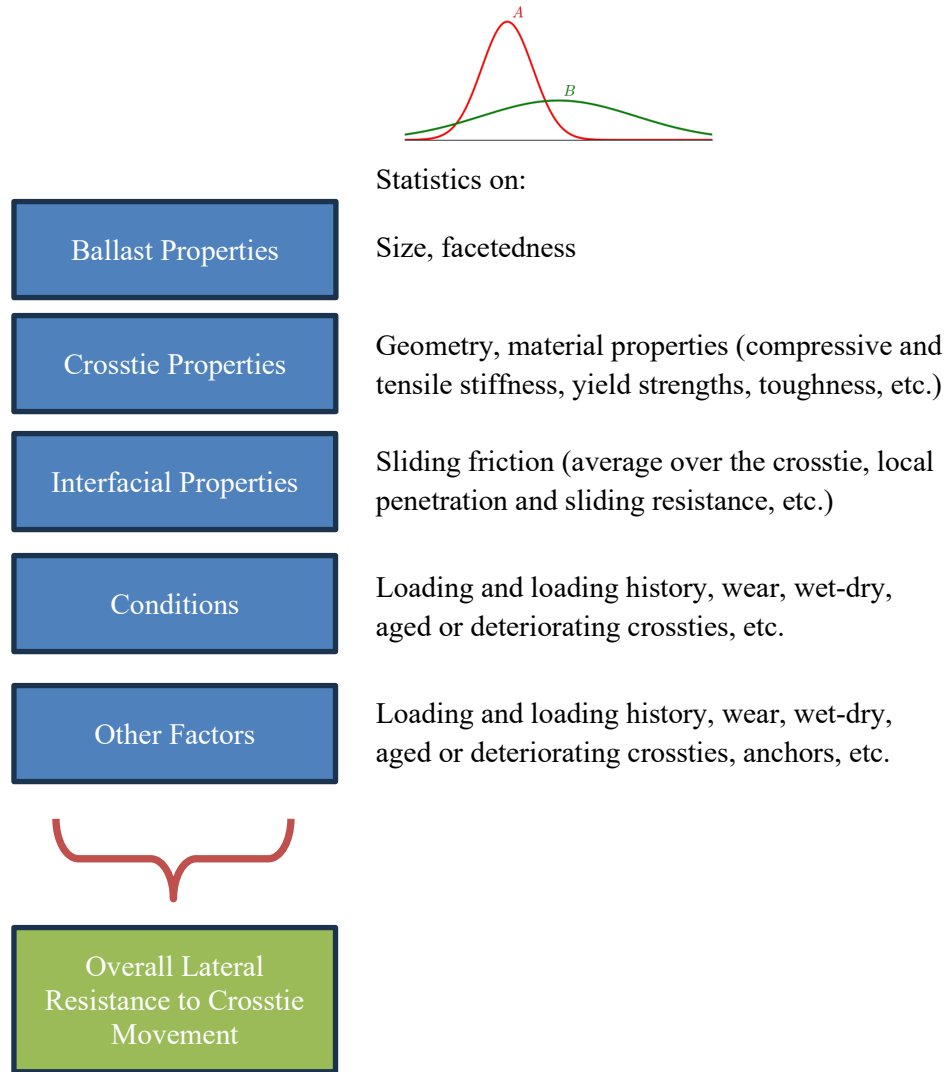 A
B
Statistics on:
Ballast Properties
Size, facetedness
Crosstie Properties
Geometry, material properties (compressive and
tensile stiffness, yield strengths, toughness, etc.)
Interfacial Properties
Sliding friction (average over the crosstie, local
penetration and sliding resistance, etc.)
Conditions
Loading and loading history, wear, wet-dry,
aged or deteriorating crossties, etc.
Other Factors
Loading and loading history, wear, wet-dry,
aged or deteriorating crossties, anchors, etc.
Overall Lateral
Resistance to Crosstie
Movement